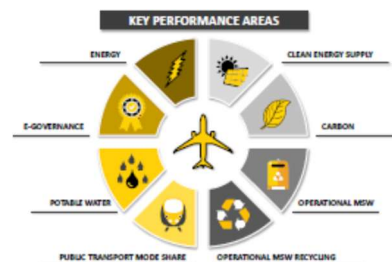 KEY PERFORMANCE AREAS
ENERGY
CLEAN ENERGY SUPPLY
E-GOVERNANCE
CARBON
POTABLE WATER
OPERATIONAL MSW
PUBLIC TRANSPORT MODE SHARE
OPERATIONAL MSW RECYCLING